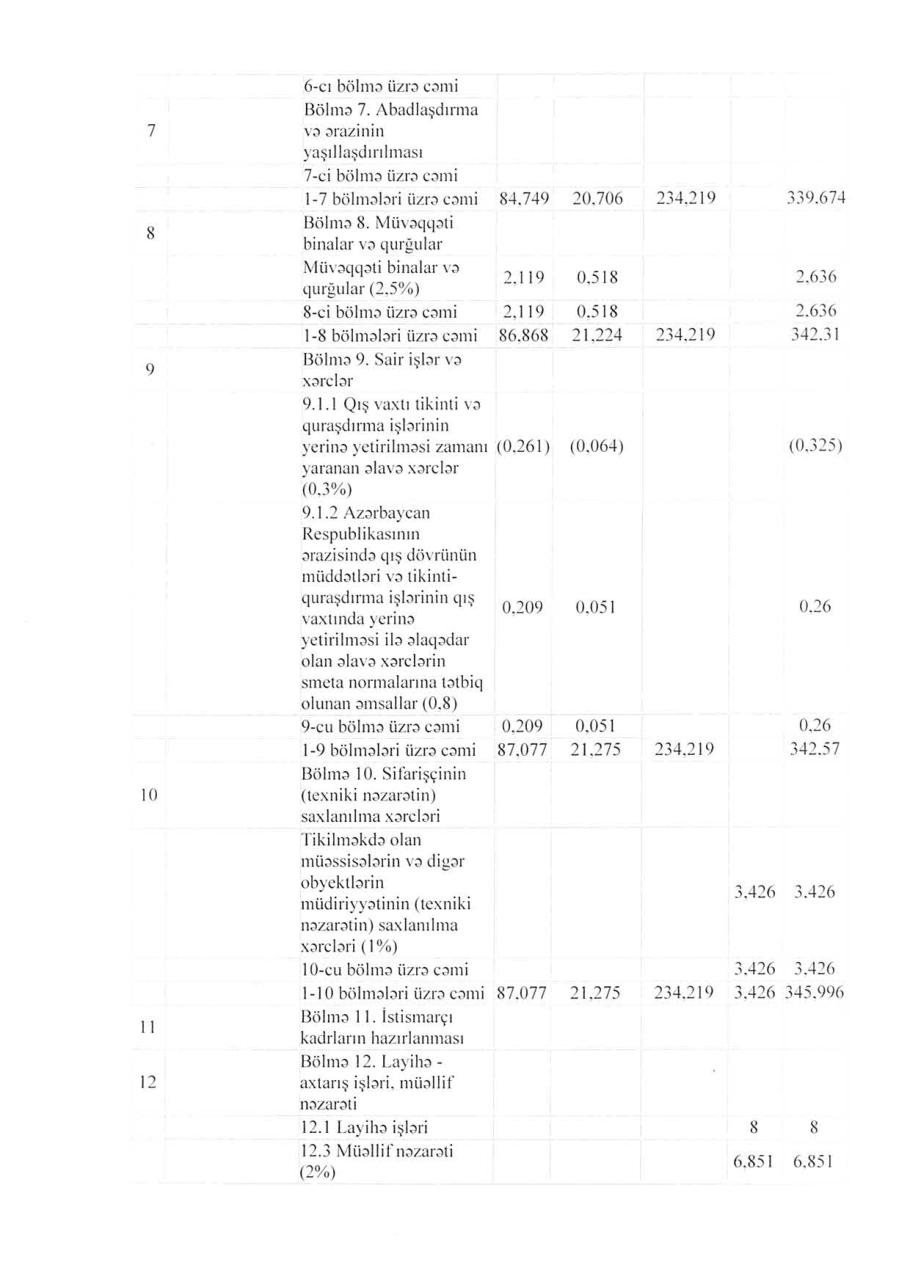 6-cı bölmə üzrə cəmi
7 Bölmə 7. Abadlaşdırma
və ərazinin
yaşıllaşdırılması
7-ci bölmə üzrə cəmi
1-7 bölmələri üzrə cəmi 84,749 20,706 234,219 339,674
8 Bölmə 8. Müvəqqəti
binalar və qurğular
Müvəqqəti binalar və
qurğular (2,5%) 2,119 0,518 2,636
8-ci bölmə üzrə cəmi 2,119 0,518 2,636
1-8 bölmələri üzrə cəmi 86,868 21,224 234,219 342,31
9 Bölmə 9. Sair işlər və
xərclər
9.1.1 Qış vaxtı tikinti və
quraşdırma işlərinin
yerinə yetirilməsi zamanı (0,261) (0,064) (0,325)
yaranan əlavə xərclər
(0,3%)
9.1.2 Azərbaycan
Respublikasının
ərazisində qış dövrünün
müddətləri və tikinti-
quraşdırma işlərinin qış
vaxtında yerinə 0,209 0,051 0,26
yetirilməsi ilə əlaqədar
olan əlavə xərclərin
smeta normalarına tətbiq
olunan əmsallar (0,8)
9-cu bölmə üzrə cəmi 0,209 0,051 0,26
1-9 bölmələri üzrə cəmi 87,077 21,275 234,219 342,57
Bölmə 10. Sifarişçinin
10 (texniki nəzarətin)
saxlanılma xərcləri
Tikilməkdə olan
müəssisələrin və digər
obyektlərin
müdiriyyətinin (texniki 3,426 3,426
nəzarətin) saxlanılma
xərcləri (1%)
10-cu bölmə üzrə cəmi 3,426 3,426
1-10 bölmələri üzrə cəmi 87,077 21,275 234,219 3,426 345,996
11 Bölmə 11. İstismarçı
kadrların hazırlanması
Bölmə 12. Layihə -
12 axtarış işləri, müəllif
nəzarəti
12.1 Layihə işləri 8 8
12.3 Müəllif nəzarəti
(2%) 6,851 6,851